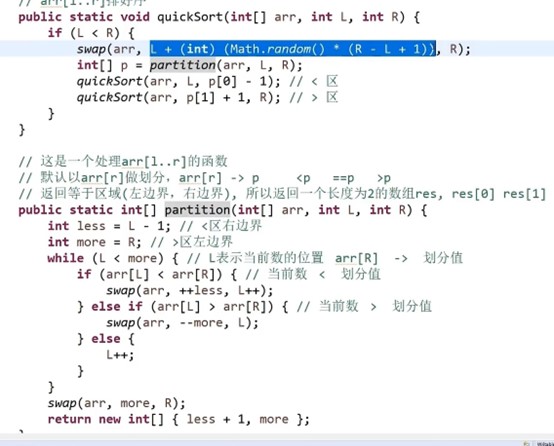 // arr[l..r]排好序
public static void quickSort(int[] arr, int L, int R) {
if (L < R) {
swap(arr, L + (int) (Math.random() * (R - L + 1)), R);
int[] p = partition(arr, L, R);
quickSort(arr, L, p[0] - 1); // < 区
quickSort(arr, p[1] + 1, R); // > 区
}
}
// 这是一个处理arr[l..r]的函数
// 默认以arr[r]做划分，arr[r] -> p <p ==p >p
// 返回等于区域(左边界，右边界), 所以返回一个长度为2的数组res, res[0] res[1]
public static int[] partition(int[] arr, int L, int R) {
int less = L - 1; // <区右边界
int more = R; // >区左边界
while (L < more) { // L表示当前数的位置 arr[R] -> 划分值
if (arr[L] < arr[R]) { // 当前数 < 划分值
swap(arr, ++less, L++);
} else if (arr[L] > arr[R]) { // 当前数 > 划分值
swap(arr, --more, L);
} else {
L++;
}
}
swap(arr, more, R);
return new int[] { less + 1, more };